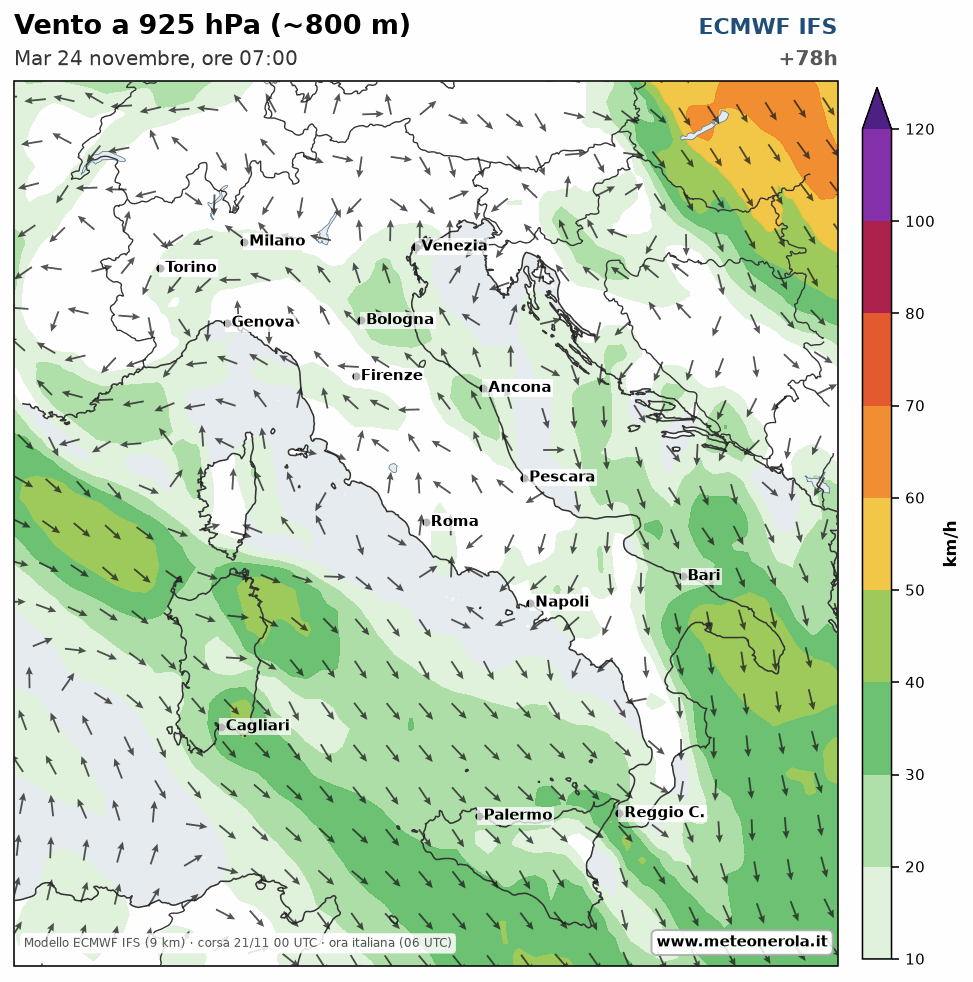 Vento a 925 hPa (~800 m)
ECMWF IFS
Mar 24 novembre, ore 07:00
+78h
Milano
Venezia
Torino
Genova
Bologna
Firenze
Ancona
Pescara
Roma
Bari
Napoli
Cagliari
Palermo
Reggio C.
120
100
80
70
60
50
40
30
20
10
km/h
Modello ECMWF IFS (9 km) · corsa 21/11 00 UTC · ora italiana (06 UTC)
www.meteonerola.it